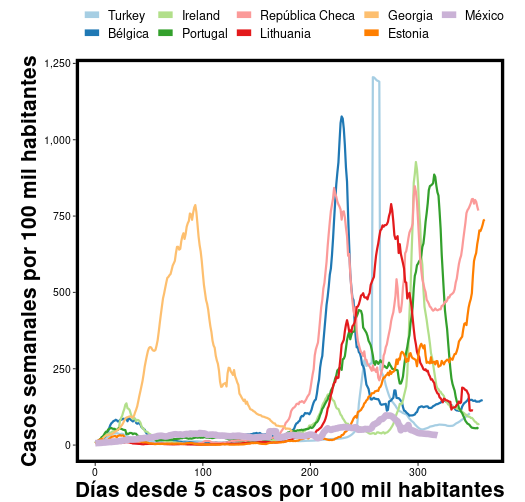 Turkey Ireland República Checa Georgia México
Bélgica Portugal Lithuania Estonia
Casos semanales por 100 mil habitantes
1,250
1,000
750
500
250
0
0 100 200 300
Días desde 5 casos por 100 mil habitantes